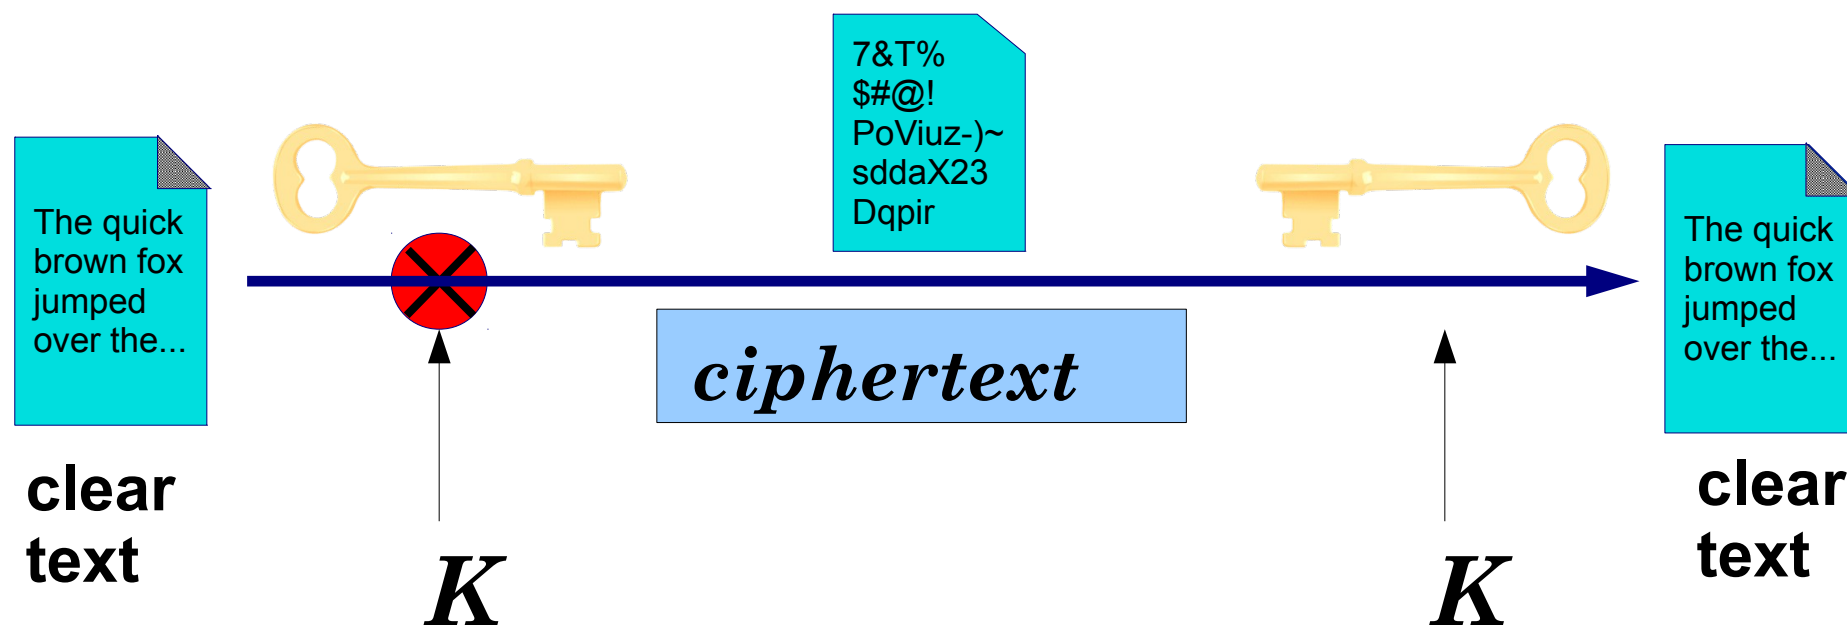 The quick
brown fox
jumped
over the...
clear
text
K
7&T%
$#@!
PoViuz-)~
sddaX23
Dqpir
ciphertext
K
The quick
brown fox
jumped
over the...
clear
text